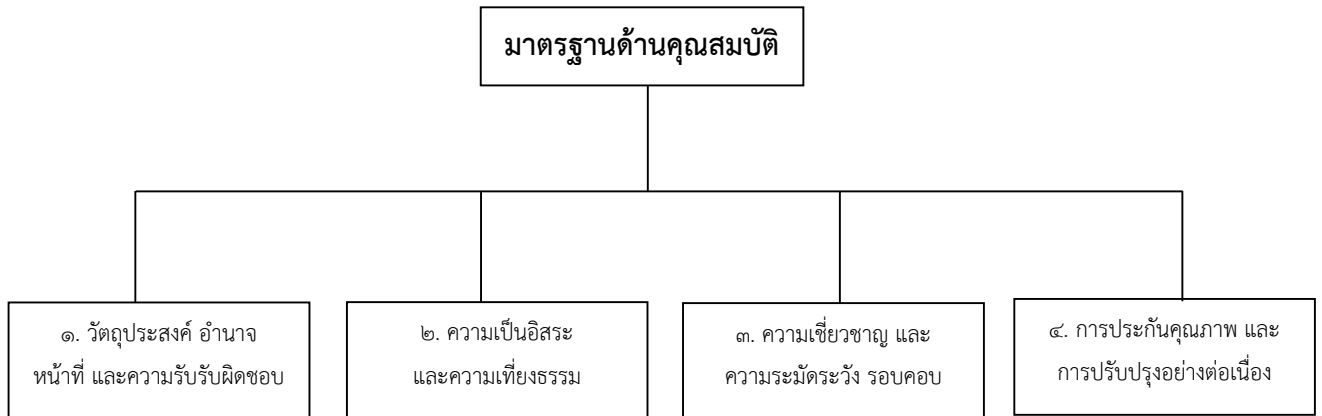 มาตรฐานด้านคุณสมบัติ
๑. วัตถุประสงค์ อำนาจ
หน้าที่ และความรับรับผิดชอบ
๒. ความเป็นอิสระ
และความเที่ยงธรรม
๓. ความเชี่ยวชาญ และ
ความระมัดระวัง รอบคอบ
๔. การประกันคุณภาพ และ
การปรับปรุงอย่างต่อเนื่อง